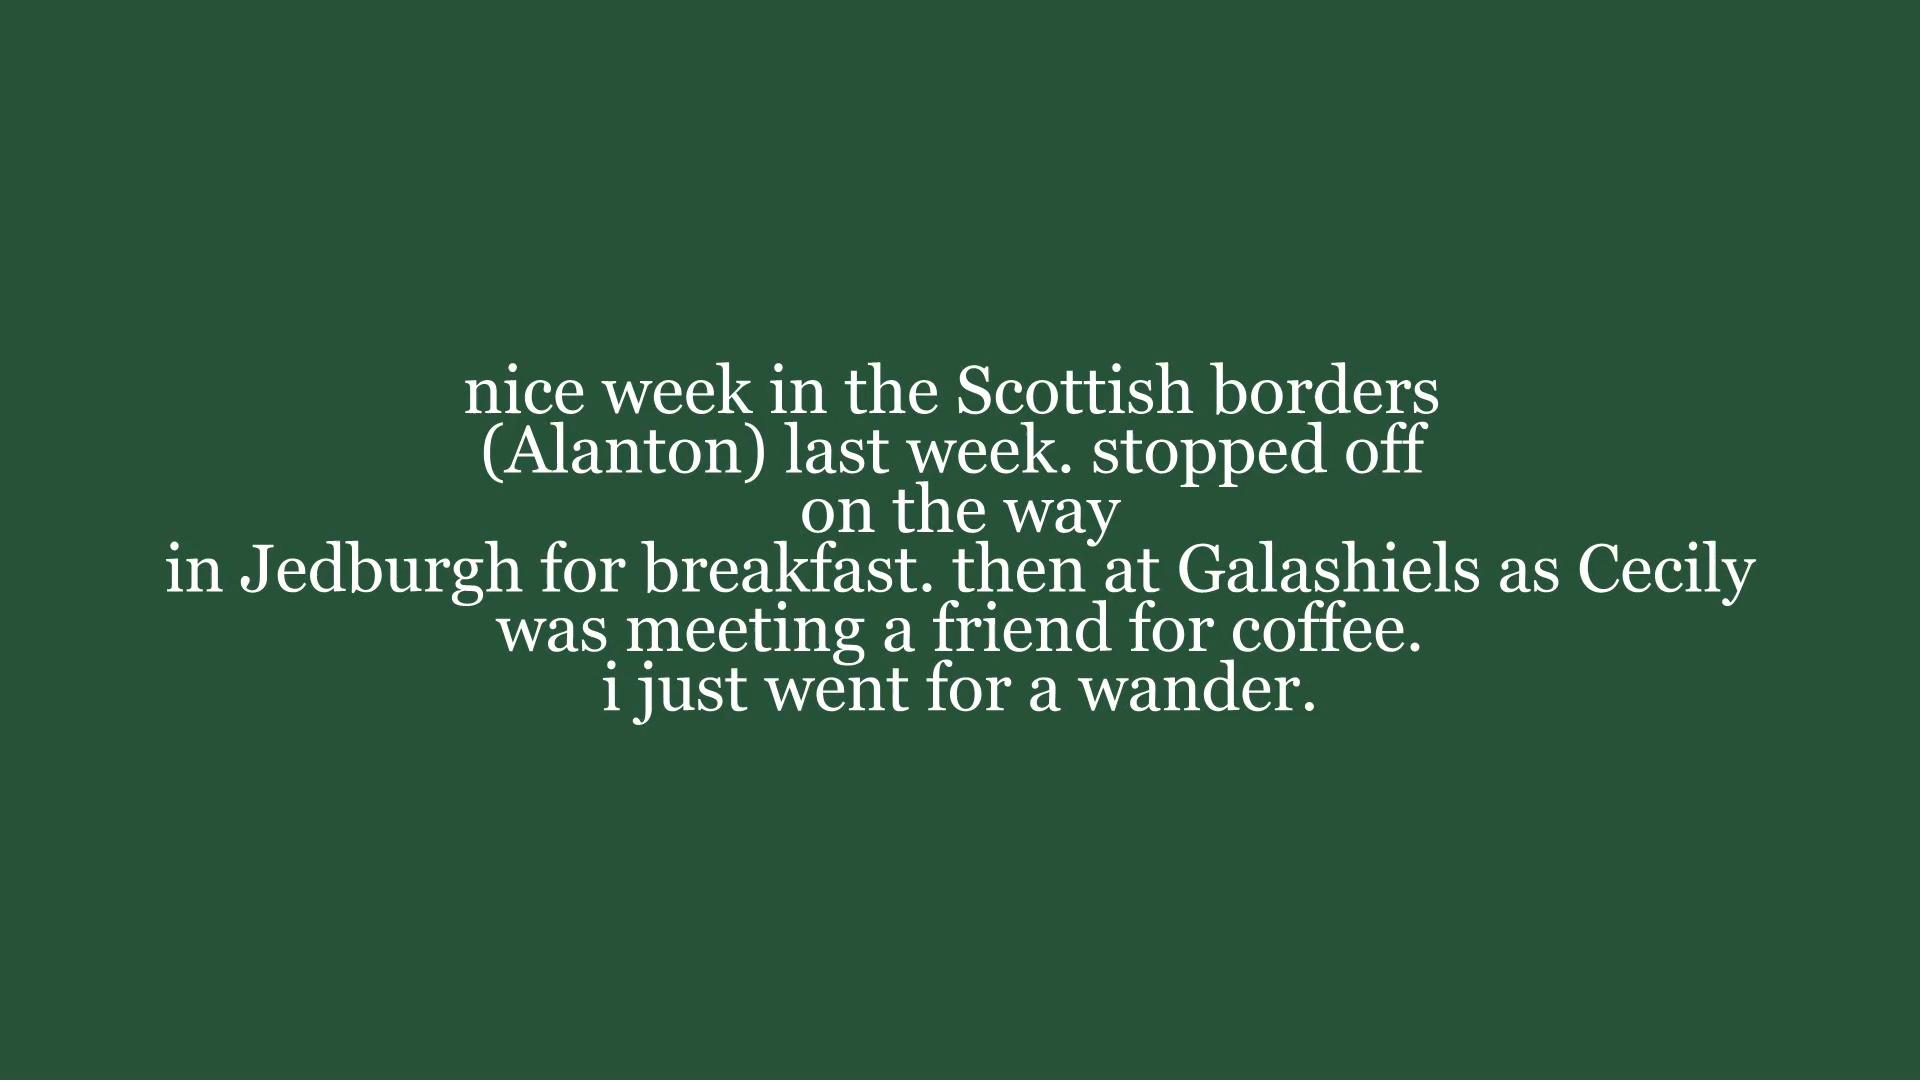 nice week in the Scottish borders
(Alanton) last week. stopped off
on the way
in Jedburgh for breakfast. then at Galashiels as Cecily
was meeting a friend for coffee.
i just went for a wander.